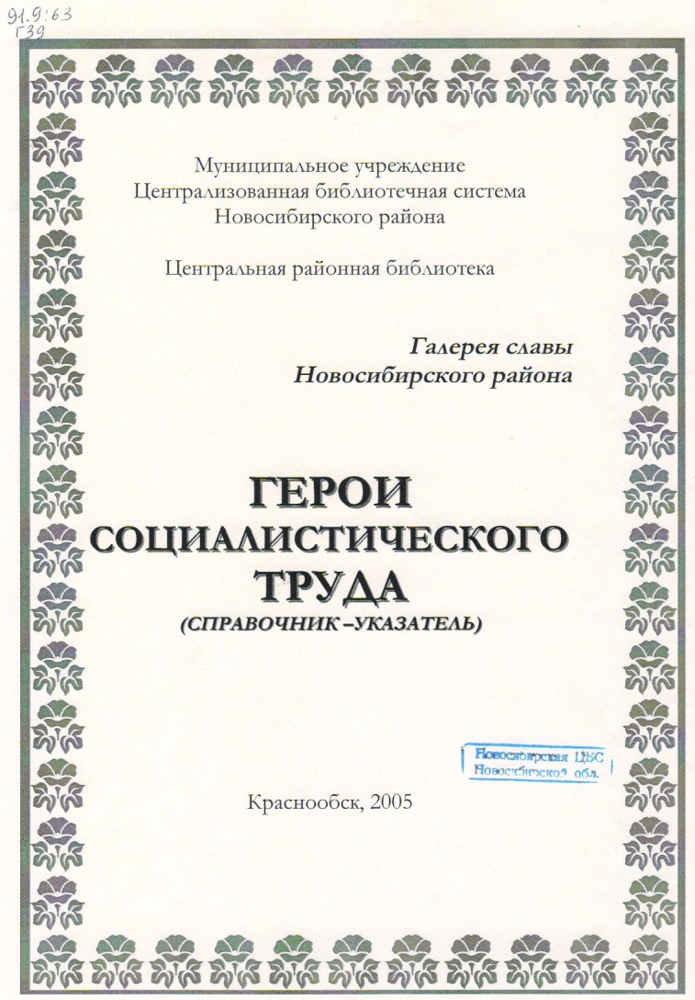 91.9:63
Г39
Муниципальное учреждение
Централизованная библиотечная система
Новосибирского района
Центральная районная библиотека
Галерея славы
Новосибирского района
ГЕРОИ
СОЦИАЛИСТИЧЕСКОГО
ТРУДА
(СПРАВОЧНИК –УКАЗАТЕЛЬ)
Новосибирская ЦБС
Новосибирской обл.
Краснообск, 2005